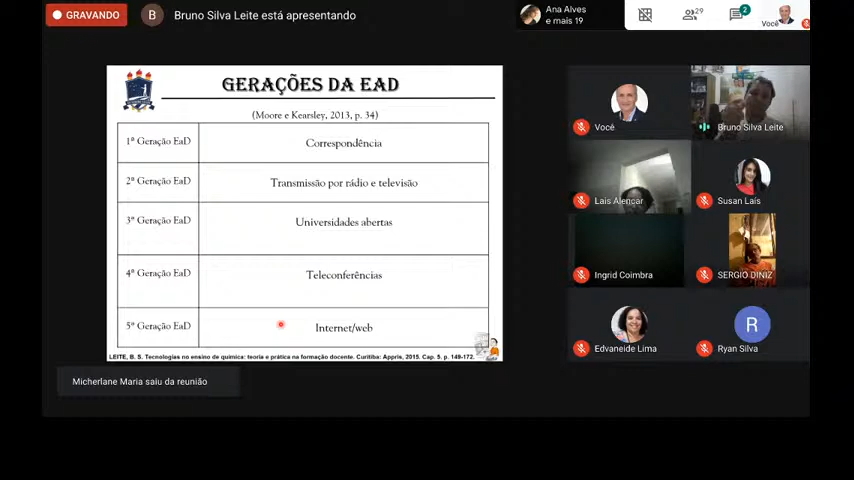 GRAVANDO
B
Bruno Silva Leite está apresentando
Ana Alves
e mais 19
29
2
Você
GERAÇÕES DA EAD
(Moore e Kearsley, 2013, p. 34)
1ª Geração EaD
Correspondência
2ª Geração EaD
Transmissão por rádio e televisão
3ª Geração EaD
Universidades abertas
4ª Geração EaD
Teleconferências
5ª Geração EaD
Internet/web
LEITE, B. S. Tecnologias no ensino de química: teoria e prática na formação docente. Curitiba: Appris, 2015. Cap. 5. p. 149-172.
Você
Bruno Silva Leite
Lais Alencar
Susan Laís
Ingrid Coimbra
SERGIO DINIZ
Edvaneide Lima
R
Ryan Silva
Micherlane Maria saiu da reunião